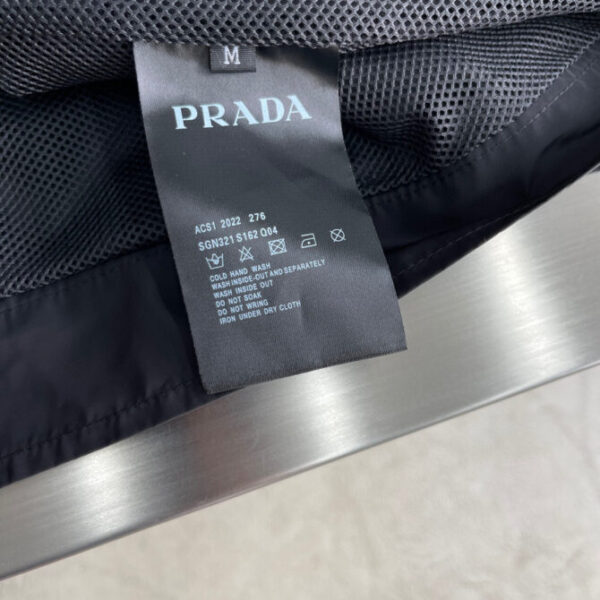 M
PRADA
ACS1 2022 276
SGN321 S162 Q04
COLD HAND WASH
WASH INSIDE-OUT AND SEPARATELY
WASH INSIDE OUT
DO NOT SOAK
DO NOT WRING
IRON UNDER DRY CLOTH